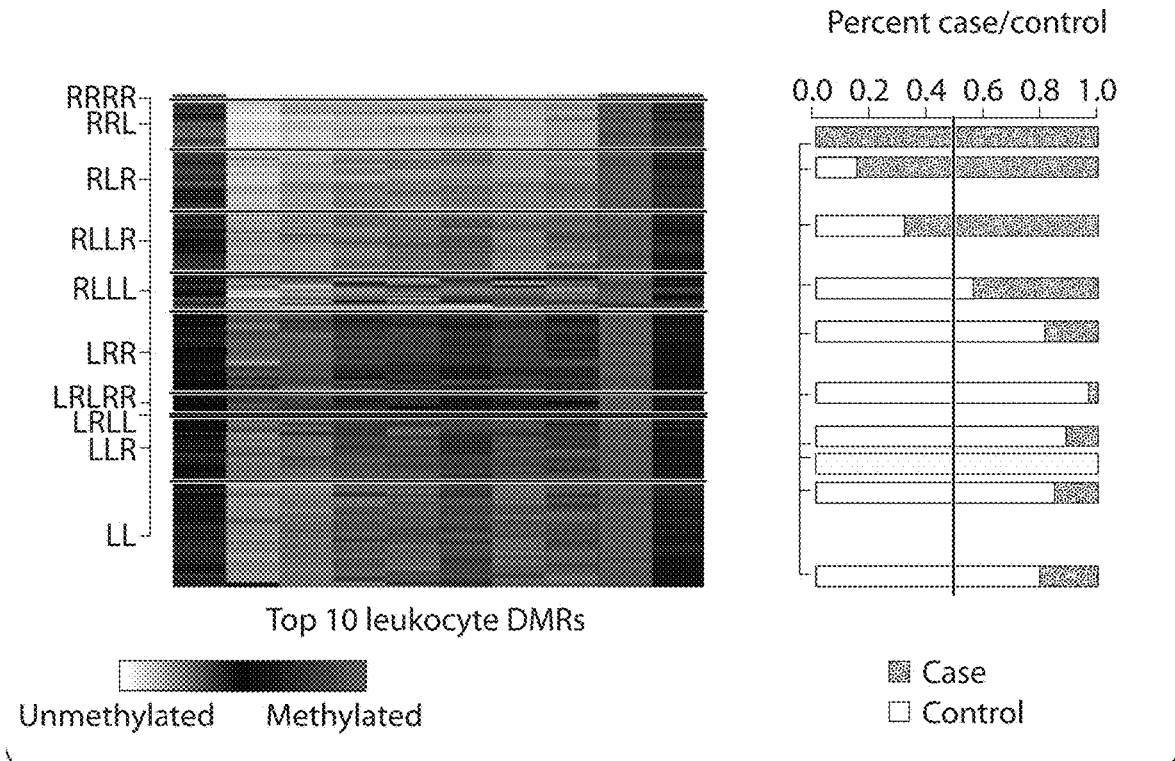 Percent case/control
0.0 0.2 0.4 0.6 0.8 1.0
RRRR
RRL
RLR
RLLR
RLLL
LRR
LRLRR
LRLL
LLR
LL
Top 10 leukocyte DMRs
Unmethylated Methylated
Case
Control